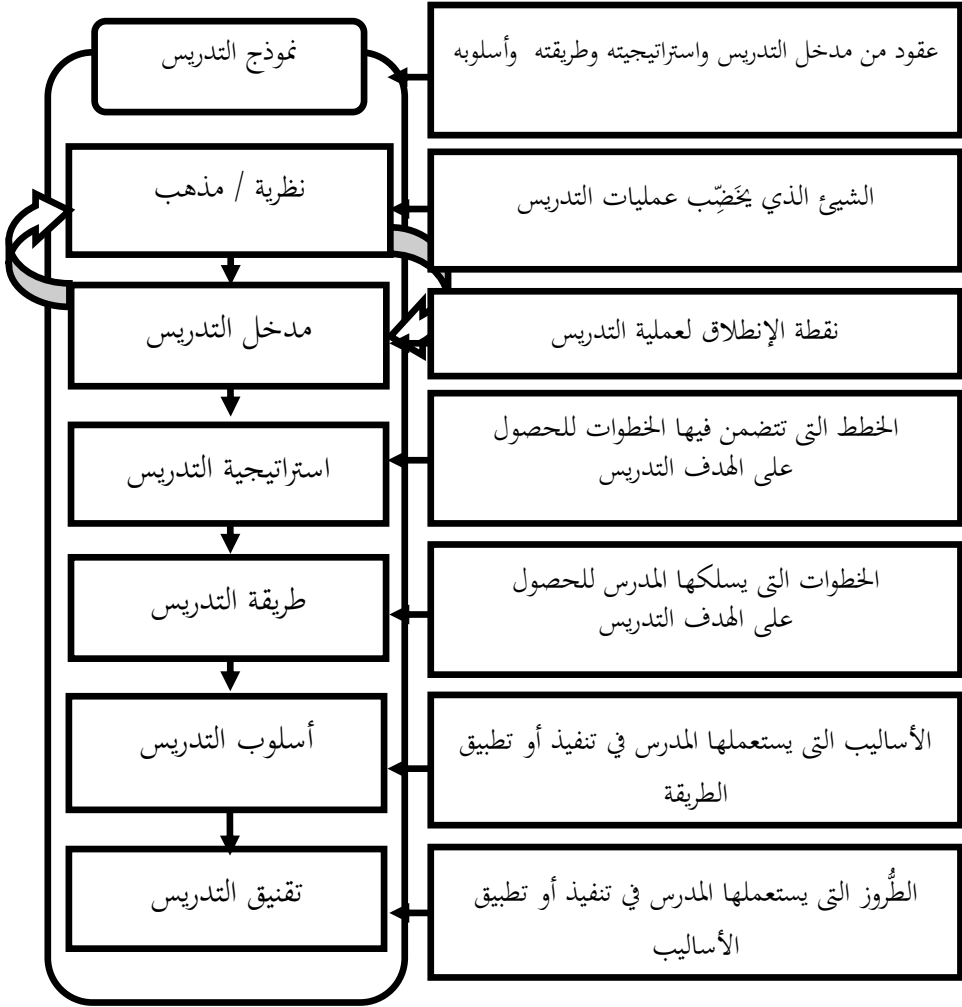 نموذج التدريس
عقود من مدخل التدريس واستراتيجيته وطريقته وأسلوبه
نظرية / مذهب
الشيئ الذي يخَضِّب عمليات التدريس
مدخل التدريس
نقطة الإنطلاق لعملية التدريس
استراتيجية التدريس
الخطط التى تتضمن فيها الخطوات للحصول
على الهدف التدريس
طريقة التدريس
الخطوات التى يسلكها المدرس للحصول
على الهدف التدريس
أسلوب التدريس
الأساليب التى يستعملها المدرس في تنفيذ أو تطبيق
الطريقة
تقنيق التدريس
الطُّروز التى يستعملها المدرس في تنفيذ أو تطبيق
الأساليب